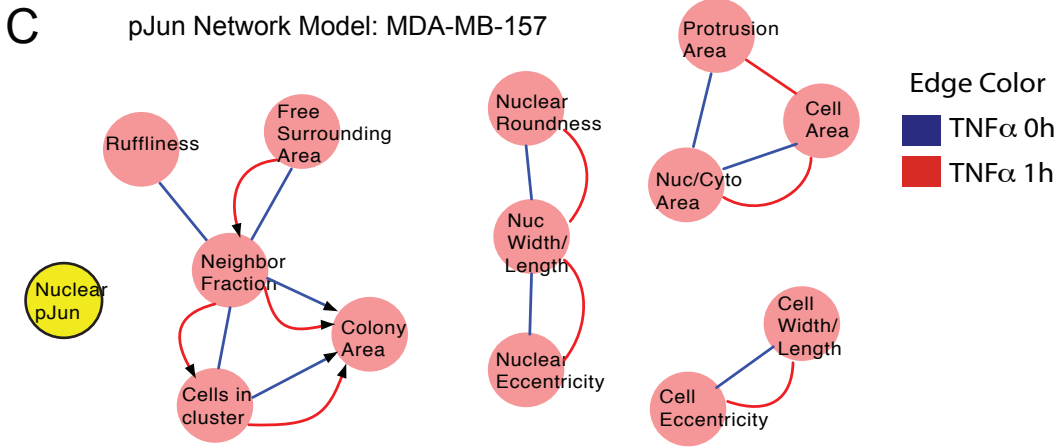 C
pJun Network Model: MDA-MB-157
Ruffliness
Free
Surrounding
Area
Neighbor
Fraction
Nuclear
pJun
Colony
Area
Cells in
cluster
Nuclear
Roundness
Nuc
Width/
Length
Nuclear
Eccentricity
Protrusion
Area
Cell
Area
Nuc/Cyto
Area
Cell
Width/
Length
Cell
Eccentricity
Edge Color
TNFα 0h
TNFα 1h